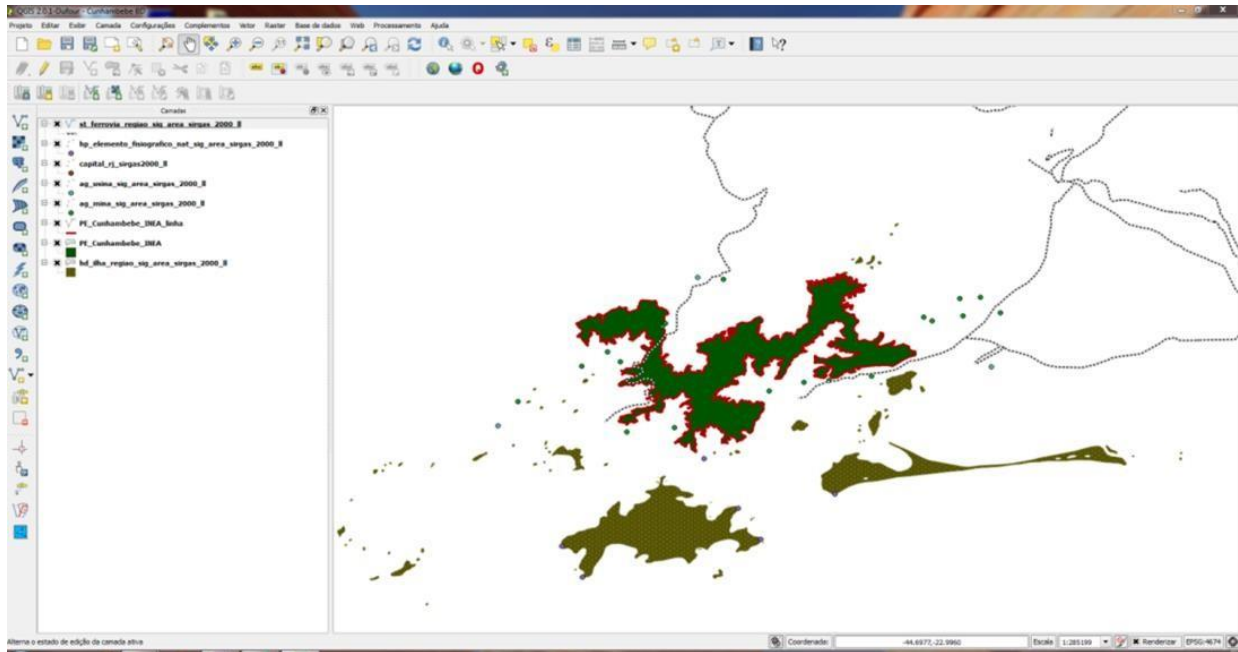 QGIS 2.0.1-Dufour - Cunhambebe EO
Projeto Editar Exibir Camada Configurações Complementos Vetor Raster Base de dados Web Processamento Ajuda
Camadas
st_ferrovia_regiao_sig_area_sirgas_2000_ll
hp_elemento_fisiografico_nat_sig_area_sirgas_2000_ll
capital_rj_sirgas2000_ll
ag_usina_sig_area_sirgas_2000_ll
ag_mina_sig_area_sirgas_2000_ll
PE_Cunhambebe_INEA_linha
PE_Cunhambebe_INEA
hd_ilha_regiao_sig_area_sirgas_2000_ll
Alterna o estado de edição da camada ativa
Coordenada: -44.6977,-22.9960 Escala 1:285199 Renderizar EPSG:4674